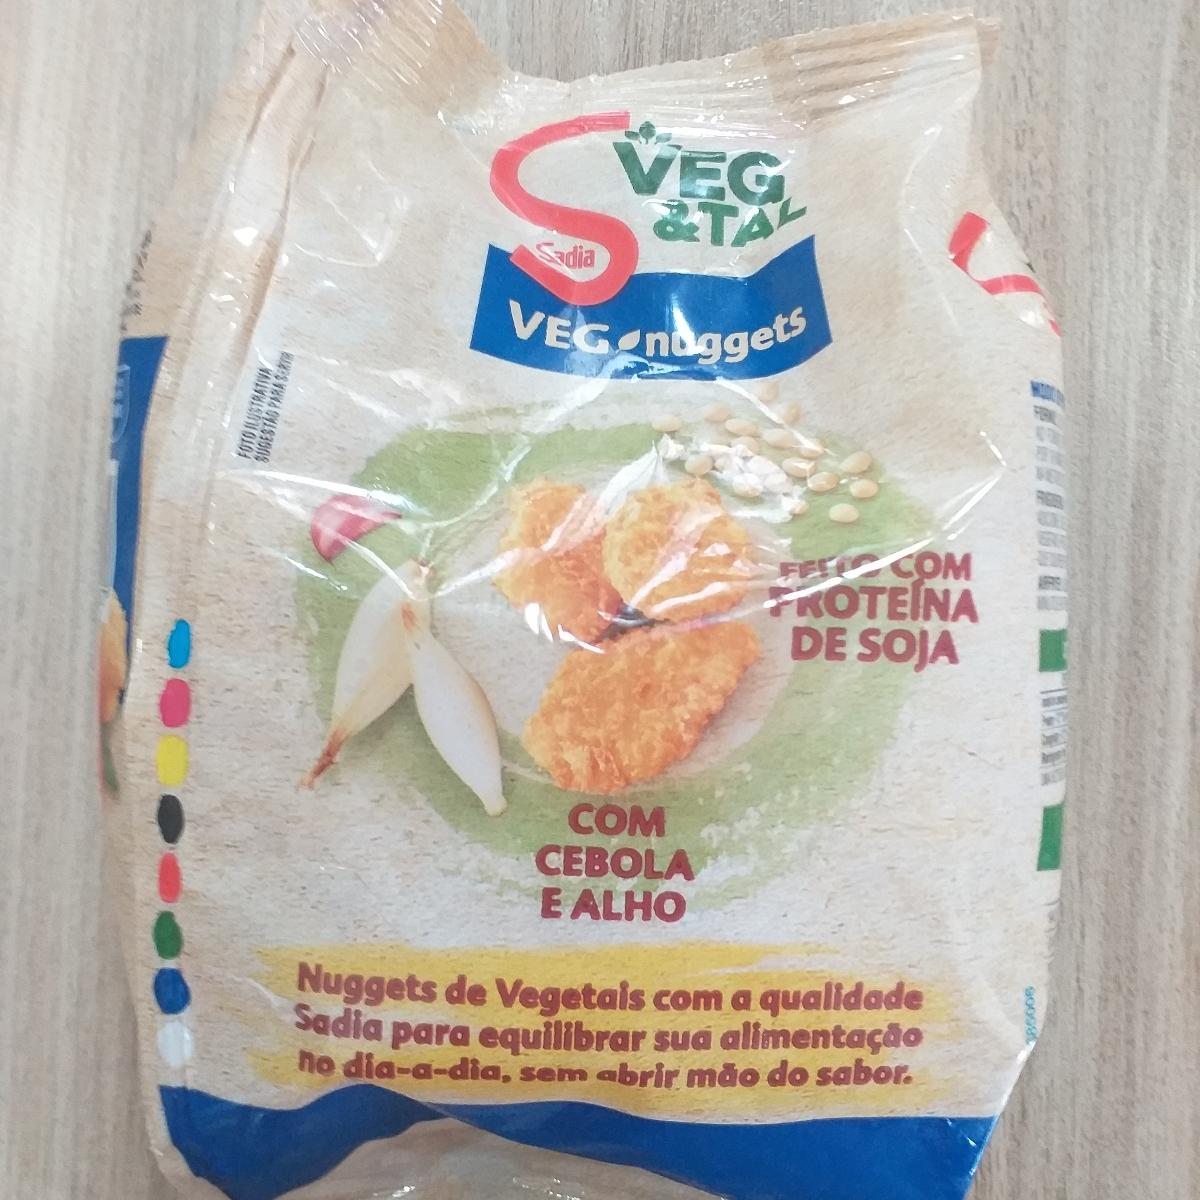 VEG
&TAL
Sadia
VEG nuggets
FOTO ILUSTRATIVA
SUGESTÃO PARA SERVIR
FEITO COM
PROTEÍNA
DE SOJA
COM
CEBOLA
E ALHO
Nuggets de Vegetais com a qualidade
Sadia para equilibrar sua alimentação
no dia-a-dia, sem abrir mão do sabor.